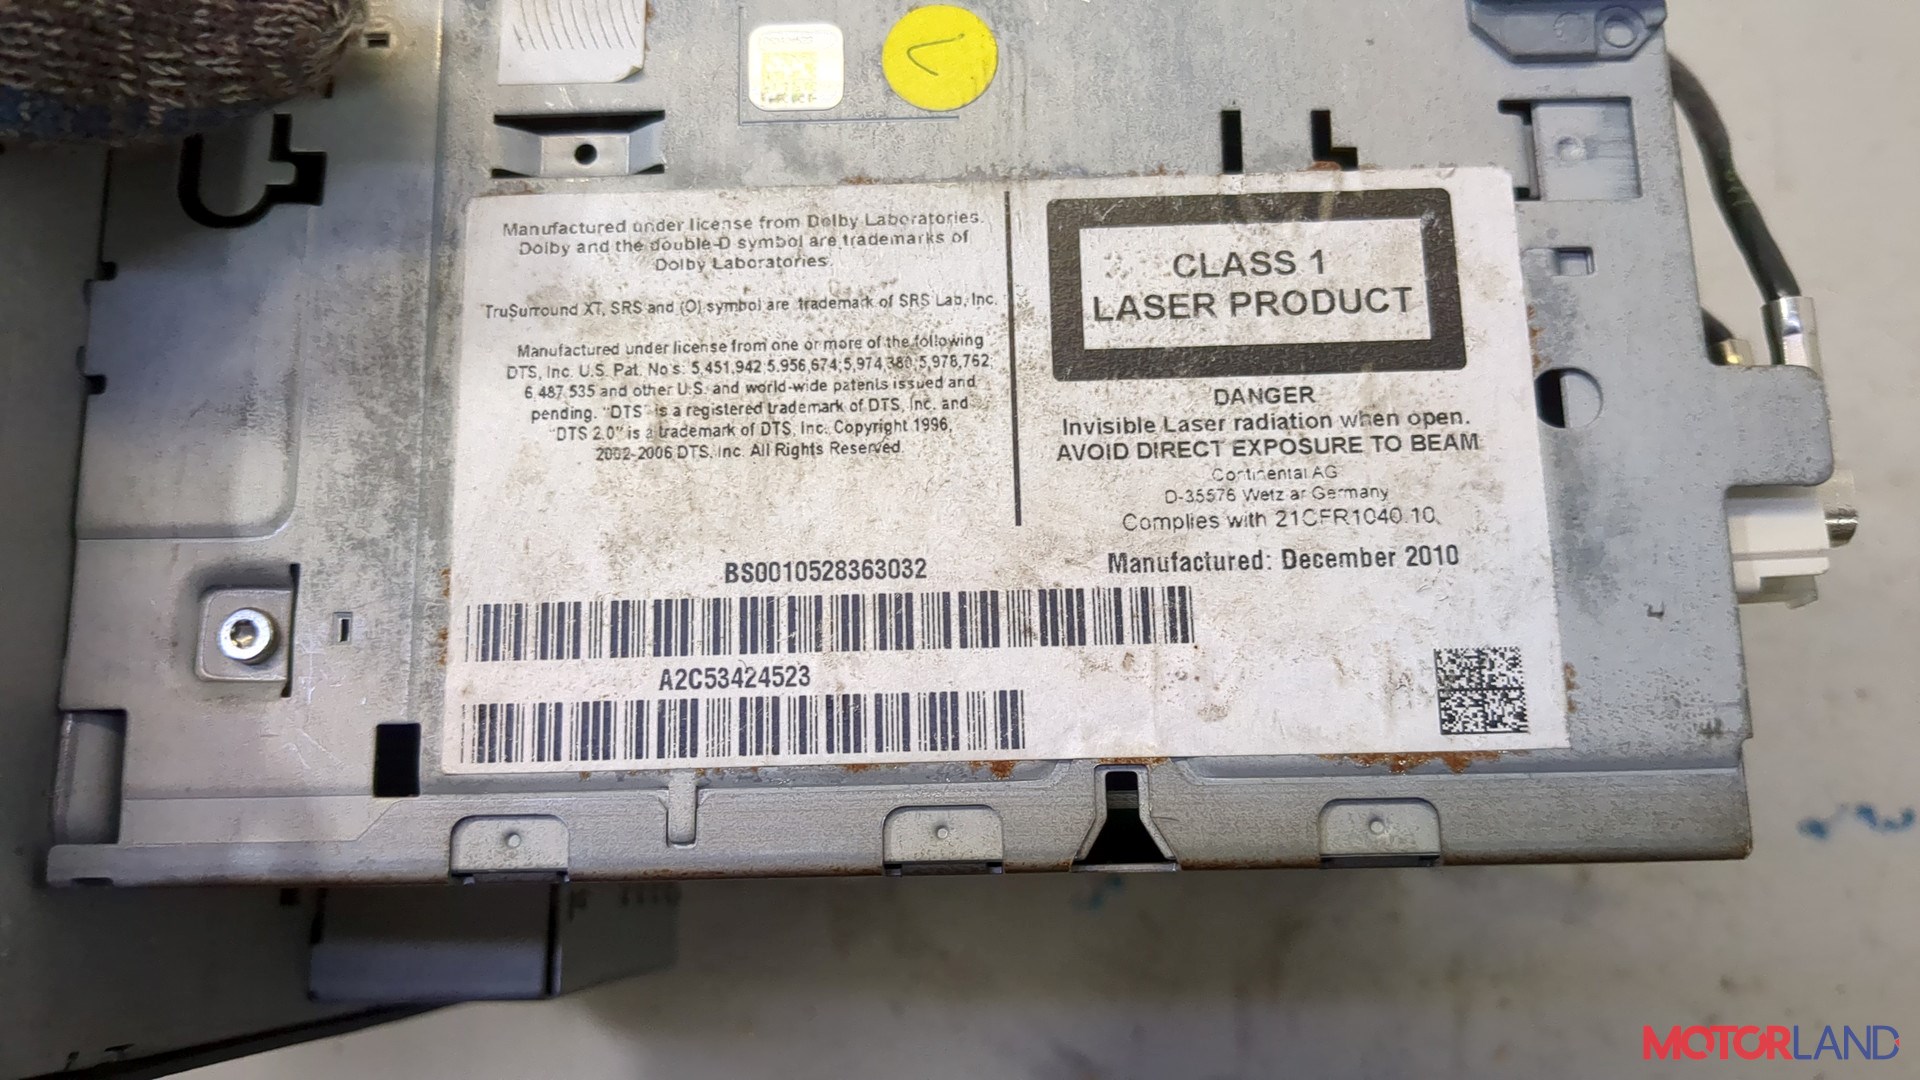 Manufactured under license from Dolby Laboratories.
Dolby and the double-D symbol are trademarks of
Dolby Laboratories.
TruSurround XT, SRS and (O) symbol are trademark of SRS Lab, Inc.
Manufactured under license from one or more of the following
DTS, Inc. U.S. Pat. No's: 5,451,942;5,956,674;5,974,380;5,978,762;
6,487,535 and other U.S. and world-wide patents issued and
pending. "DTS" is a registered trademark of DTS, Inc. and
"DTS 2.0" is a trademark of DTS, Inc. Copyright 1996,
2002-2006 DTS, Inc. All Rights Reserved.
CLASS 1
LASER PRODUCT
DANGER
Invisible Laser radiation when open.
AVOID DIRECT EXPOSURE TO BEAM
Continental AG
D-35576 Wetzlar Germany
Complies with 21CFR1040.10.
Manufactured: December 2010
BS0010528363032
A2C53424523
MOTORLAND